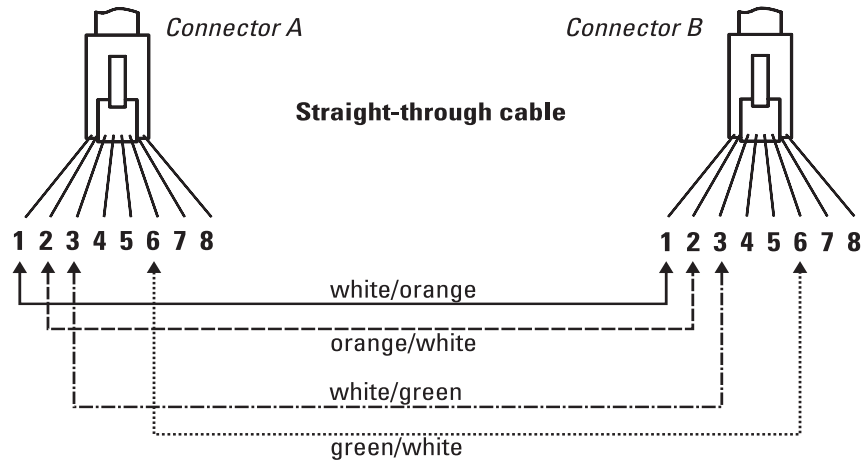 Connector A Connector B
Straight-through cable
1 2 3 4 5 6 7 8 1 2 3 4 5 6 7 8
white/orange
orange/white
white/green
green/white